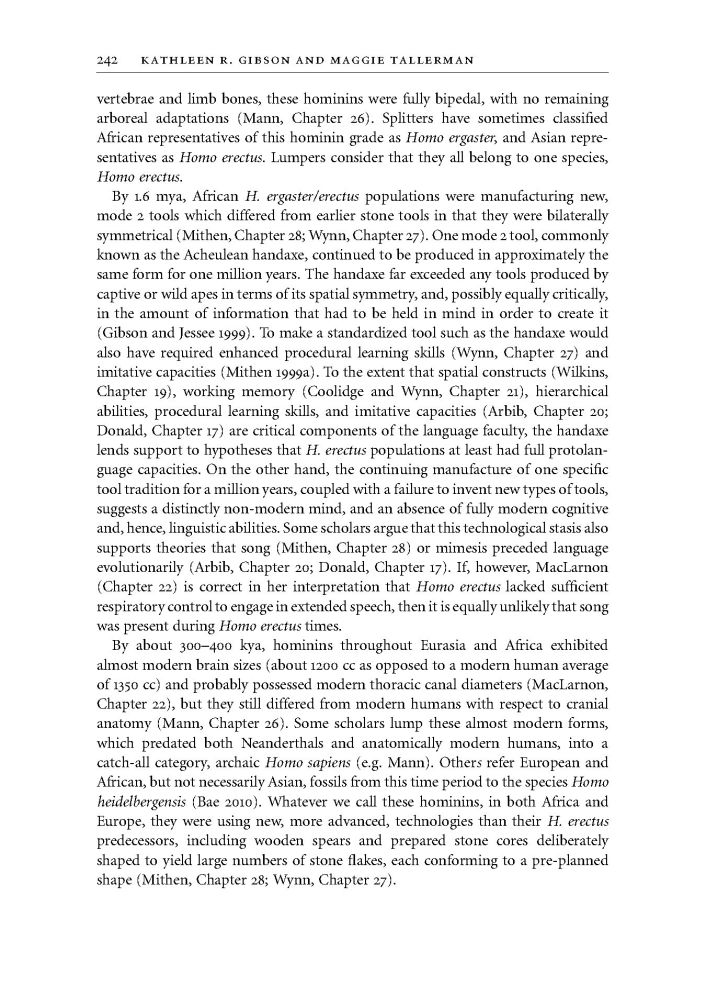 242 KATHLEEN R. GIBSON AND MAGGIE TALLERMAN
vertebrae and limb bones, these hominins were fully bipedal, with no remaining
arboreal adaptations (Mann, Chapter 26). Splitters have sometimes classified
African representatives of this hominin grade as Homo ergaster, and Asian repre-
sentatives as Homo erectus. Lumpers consider that they all belong to one species,
Homo erectus.
By 1.6 mya, African H. ergaster/erectus populations were manufacturing new,
mode 2 tools which differed from earlier stone tools in that they were bilaterally
symmetrical (Mithen, Chapter 28; Wynn, Chapter 27). One mode 2 tool, commonly
known as the Acheulean handaxe, continued to be produced in approximately the
same form for one million years. The handaxe far exceeded any tools produced by
captive or wild apes in terms of its spatial symmetry, and, possibly equally critically,
in the amount of information that had to be held in mind in order to create it
(Gibson and Jessee 1999). To make a standardized tool such as the handaxe would
also have required enhanced procedural learning skills (Wynn, Chapter 27) and
imitative capacities (Mithen 1999a). To the extent that spatial constructs (Wilkins,
Chapter 19), working memory (Coolidge and Wynn, Chapter 21), hierarchical
abilities, procedural learning skills, and imitative capacities (Arbib, Chapter 20;
Donald, Chapter 17) are critical components of the language faculty, the handaxe
lends support to hypotheses that H. erectus populations at least had full protolan-
guage capacities. On the other hand, the continuing manufacture of one specific
tool tradition for a million years, coupled with a failure to invent new types of tools,
suggests a distinctly non-modern mind, and an absence of fully modern cognitive
and, hence, linguistic abilities. Some scholars argue that this technological stasis also
supports theories that song (Mithen, Chapter 28) or mimesis preceded language
evolutionarily (Arbib, Chapter 20; Donald, Chapter 17). If, however, MacLarnon
(Chapter 22) is correct in her interpretation that Homo erectus lacked sufficient
respiratory control to engage in extended speech, then it is equally unlikely that song
was present during Homo erectus times.
By about 300–400 kya, hominins throughout Eurasia and Africa exhibited
almost modern brain sizes (about 1200 cc as opposed to a modern human average
of 1350 cc) and probably possessed modern thoracic canal diameters (MacLarnon,
Chapter 22), but they still differed from modern humans with respect to cranial
anatomy (Mann, Chapter 26). Some scholars lump these almost modern forms,
which predated both Neanderthals and anatomically modern humans, into a
catch-all category, archaic Homo sapiens (e.g. Mann). Others refer European and
African, but not necessarily Asian, fossils from this time period to the species Homo
heidelbergensis (Bae 2010). Whatever we call these hominins, in both Africa and
Europe, they were using new, more advanced, technologies than their H. erectus
predecessors, including wooden spears and prepared stone cores deliberately
shaped to yield large numbers of stone flakes, each conforming to a pre-planned
shape (Mithen, Chapter 28; Wynn, Chapter 27).